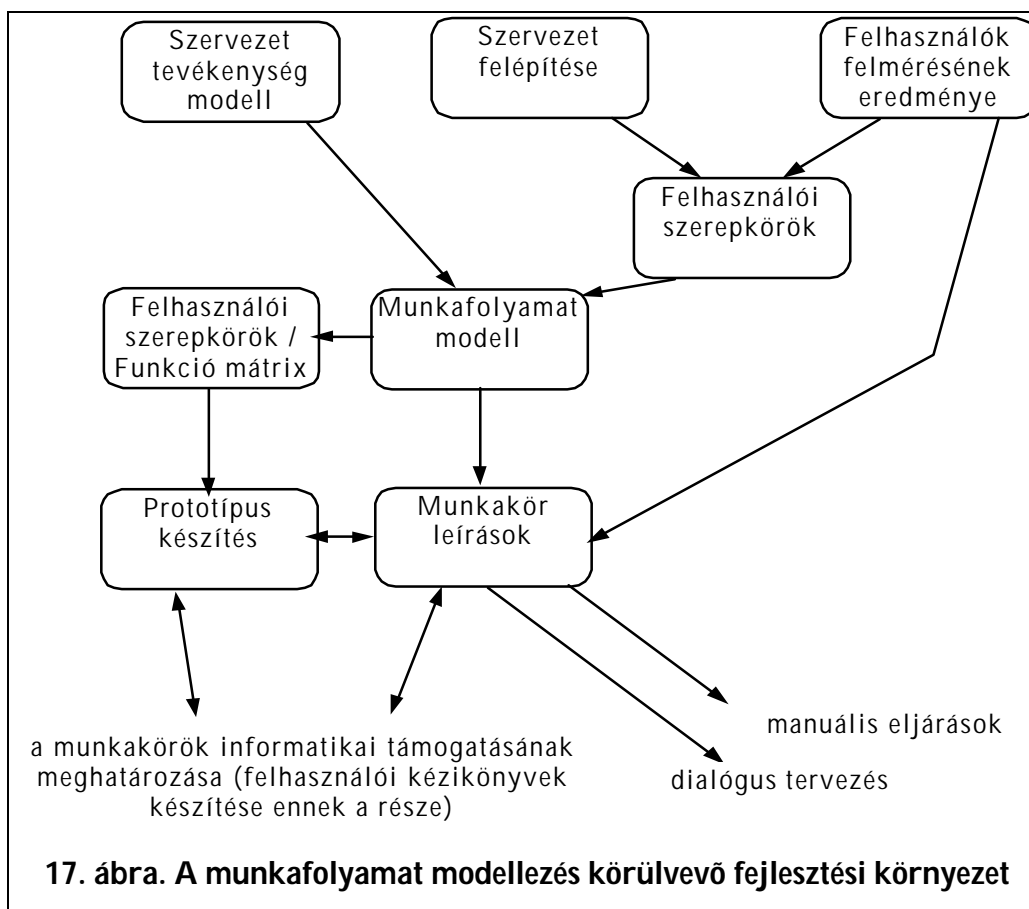 Szervezet
tevékenység
modell
Szervezet
felépítése
Felhasználók
felmérésének
eredménye
Felhasználói
szerepkörök
Felhasználói
szerepkörök /
Funkció mátrix
Munkafolyamat
modell
Prototípus
készítés
Munkakör
leírások
a munkakörök informatikai támogatásának
meghatározása (felhasználói kézikönyvek
készítése ennek a része)
manuális eljárások
dialógus tervezés
17. ábra. A munkafolyamat modellezés körülvevõ fejlesztési környezet